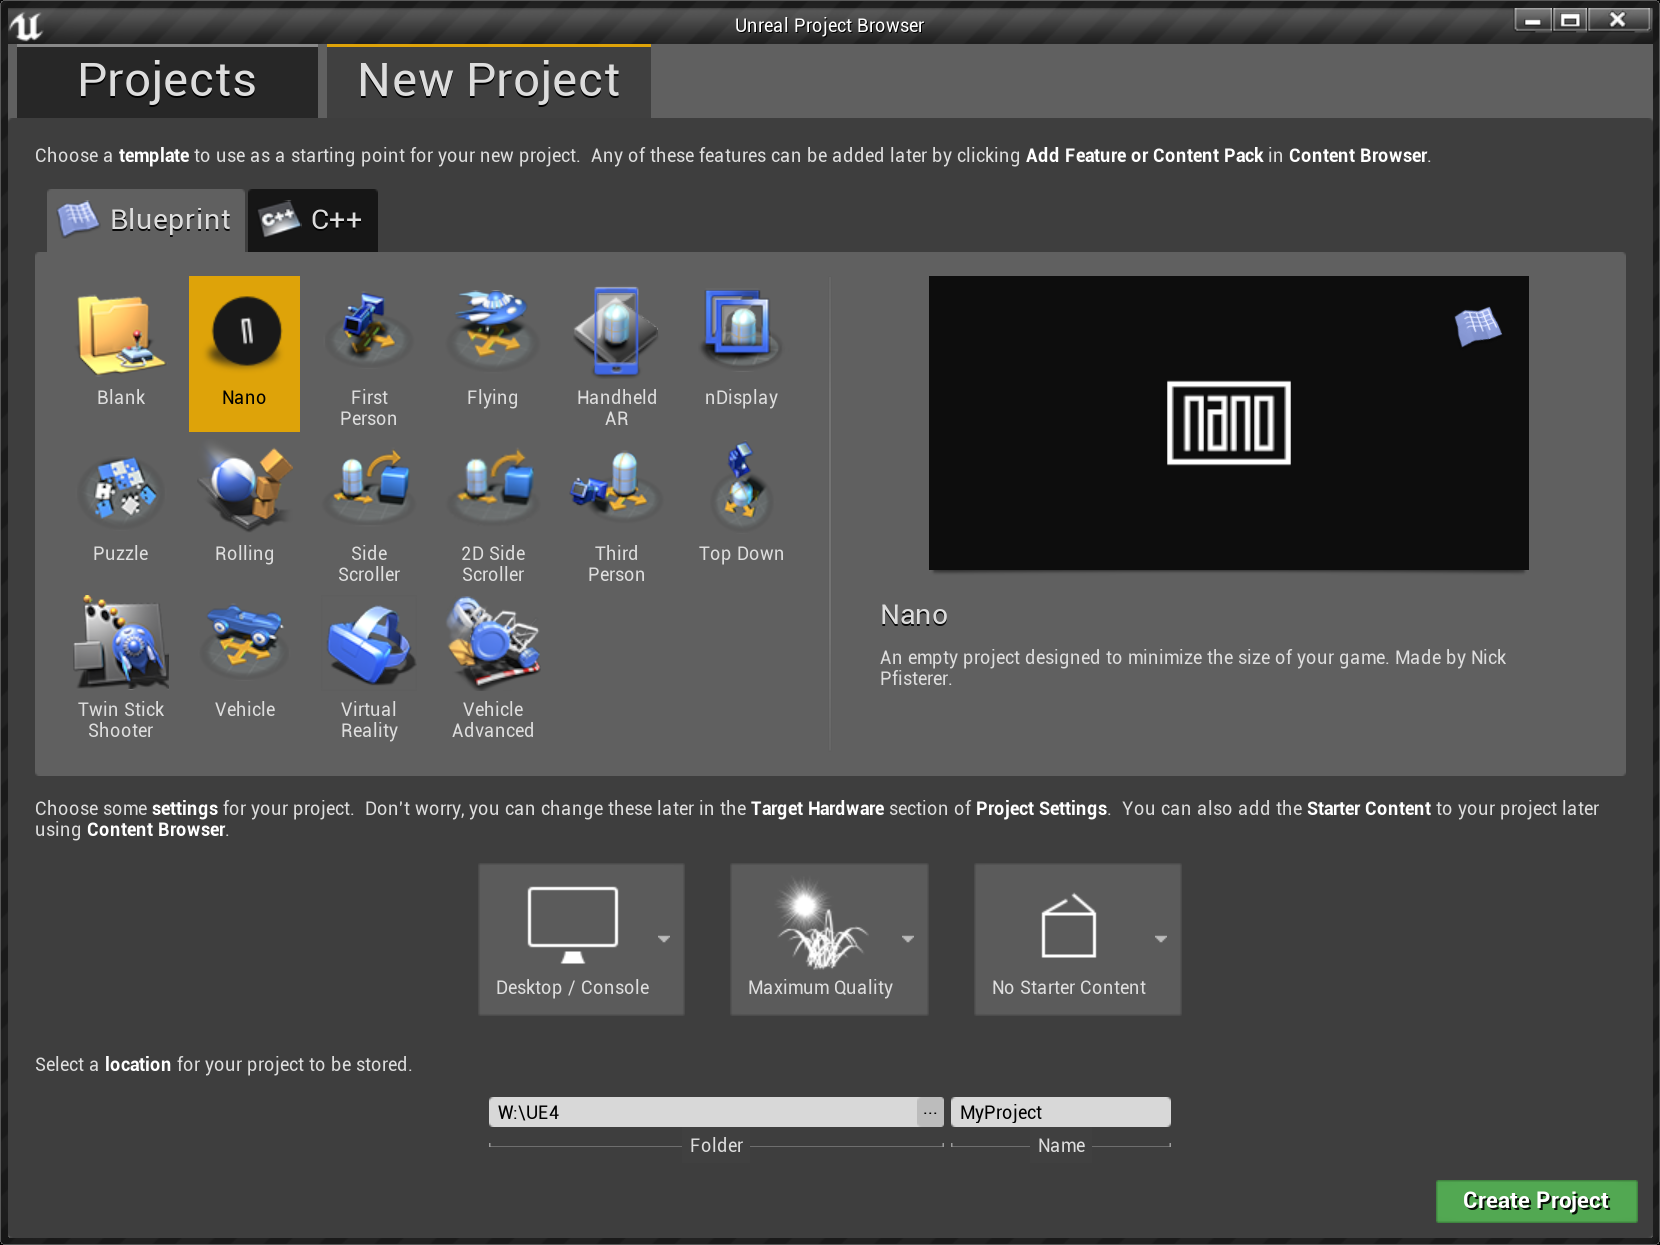 Unreal Project Browser
Projects
New Project
Choose a template to use as a starting point for your new project.  Any of these features can be added later by clicking Add Feature or Content Pack in Content Browser.
Blueprint
C++
C++
Blank
Nano
First
Person
Flying
Handheld
AR
nDisplay
Puzzle
Rolling
Side
Scroller
2D Side
Scroller
Third
Person
Top Down
Twin Stick
Shooter
Vehicle
Virtual
Reality
Vehicle
Advanced
nano
Nano
An empty project designed to minimize the size of your game. Made by Nick
Pfisterer.
Choose some settings for your project.  Don't worry, you can change these later in the Target Hardware section of Project Settings.  You can also add the Starter Content to your project later
using Content Browser.
Desktop / Console
Maximum Quality
No Starter Content
Select a location for your project to be stored.
W:\UE4
...
MyProject
Folder
Name
Create Project